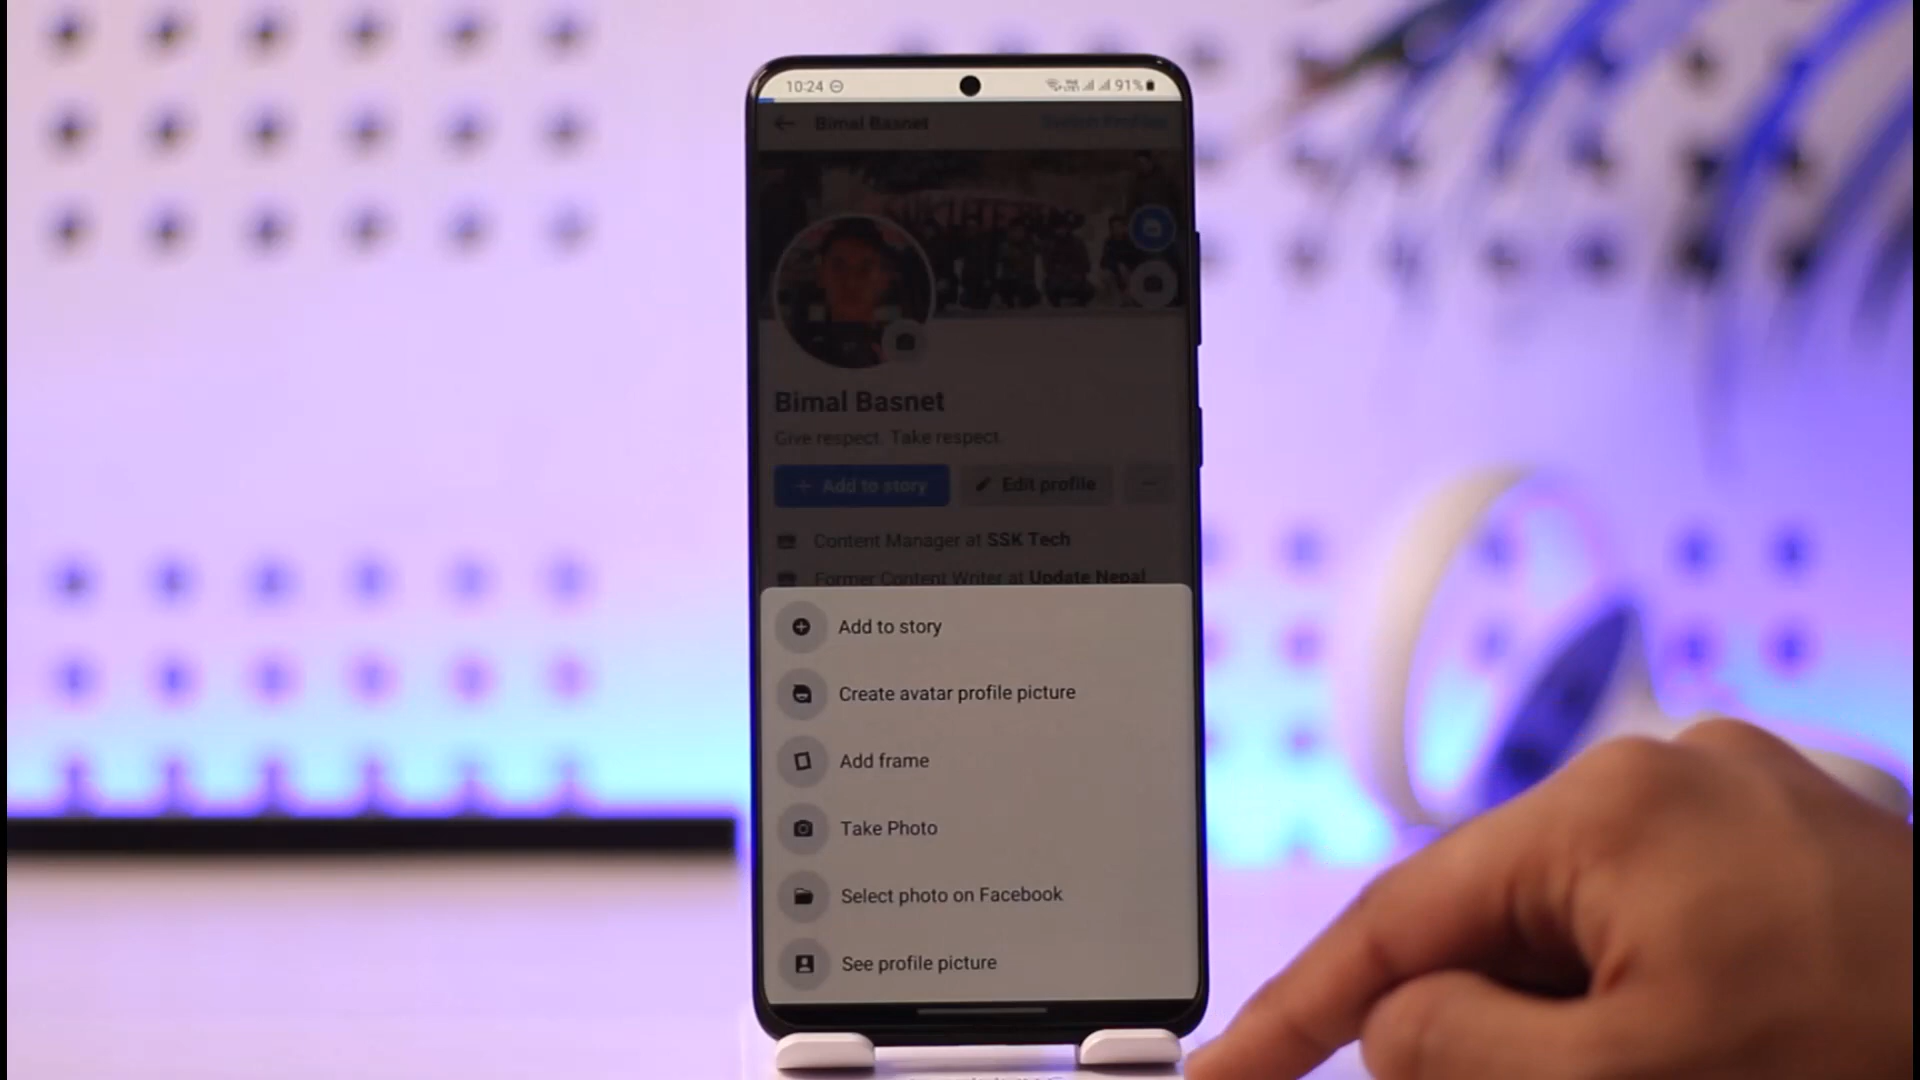 10:24
91%
Bimal Basnet
Bimal Basnet
Give respect. Take respect.
+ Add to story
Edit profile
Content Manager at SSK Tech
Former Content Writer at Update Nepal
Add to story
Create avatar profile picture
Add frame
Take Photo
Select photo on Facebook
See profile picture